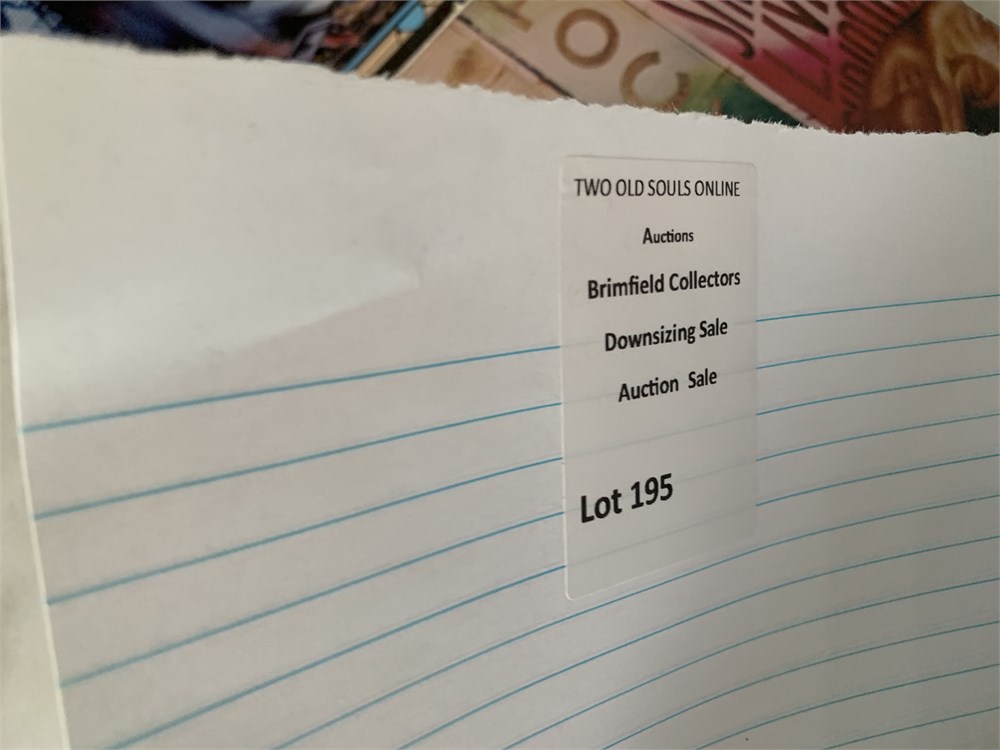 TWO OLD SOULS ONLINE
Auctions
Brimfield Collectors
Downsizing Sale
Auction Sale
Lot 195